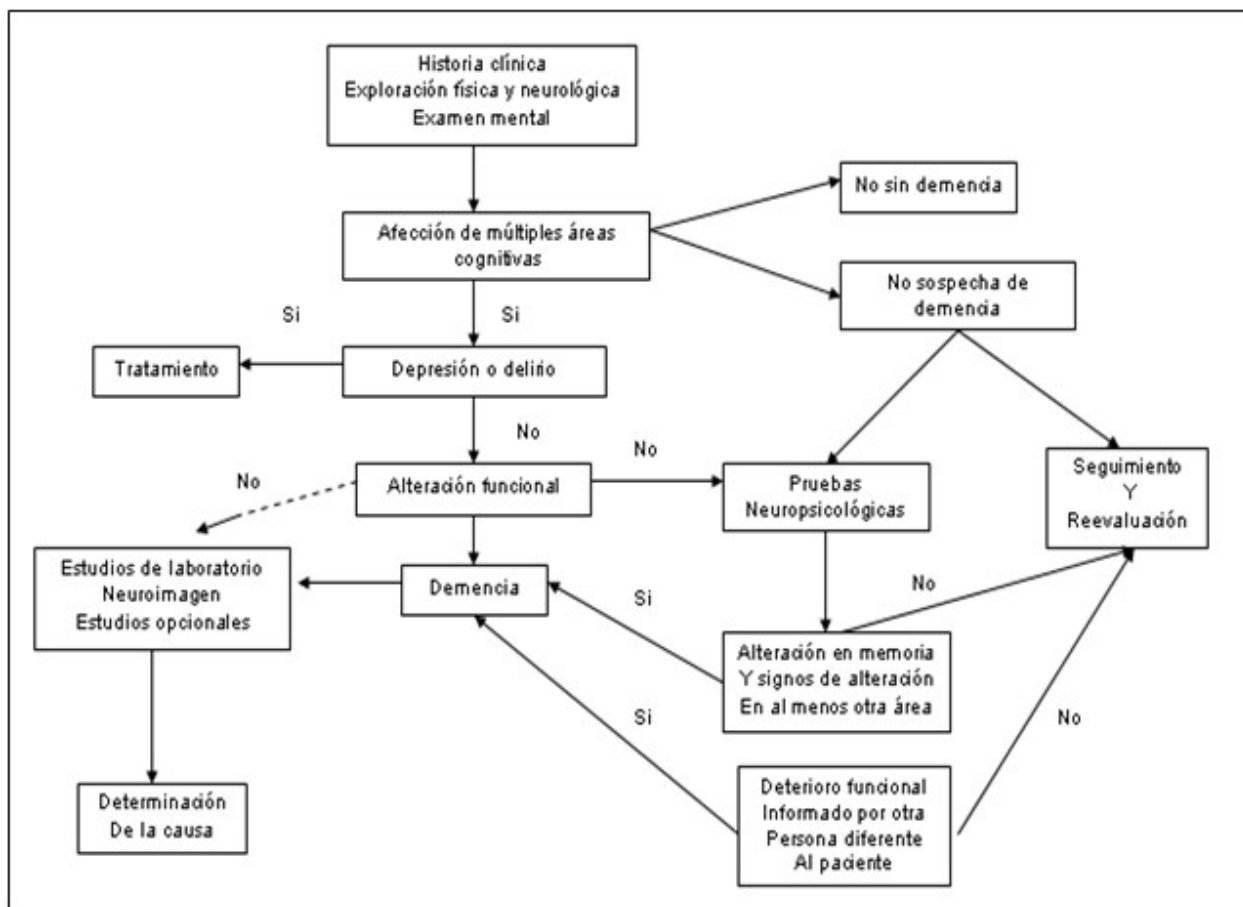 Historia clínica
Exploración física y neurológica
Examen mental
No sin demencia
Afección de múltiples áreas
cognitivas
No sospecha de
demencia
Si
Si
Tratamiento
Depresión o delirio
No
No
No
Alteración funcional
Pruebas
Neuropsicológicas
Seguimiento
Y
Reevaluación
Estudios de laboratorio
Neuroimagen
Estudios opcionales
Demencia
Si
No
Alteración en memoria
Y signos de alteración
En al menos otra área
Si
No
Deterioro funcional
Informado por otra
Persona diferente
Al paciente
Determinación
De la causa